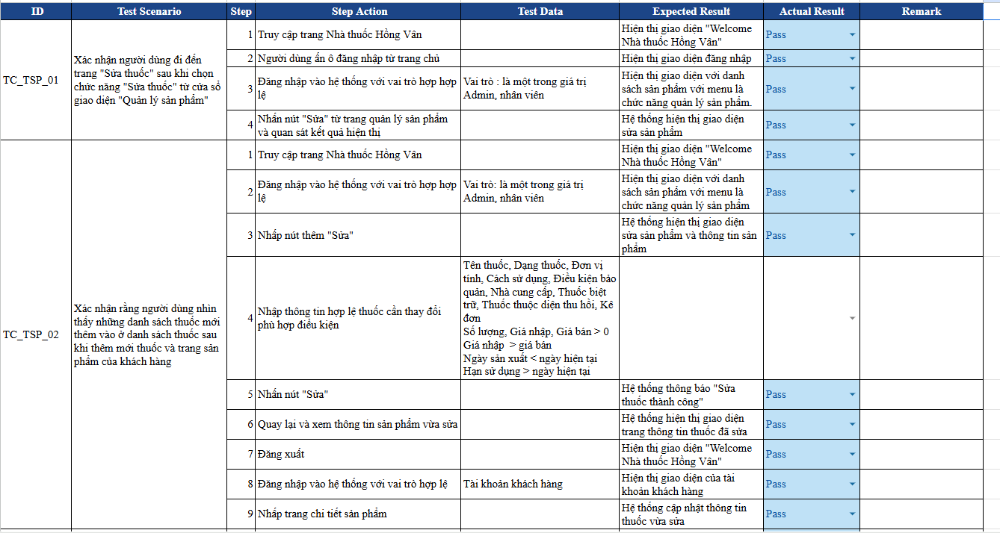 ID Test Scenario Step Step Action Test Data Expected Result Actual Result Remark
TC_TSP_01
Xác nhận người dùng đi đến
trang "Sửa thuốc" sau khi chọn
chức năng "Sửa thuốc" từ cửa sổ
giao diện "Quản lý sản phẩm"
1 Truy cập trang Nhà thuốc Hồng Vân
Hiện thị giao diện "Welcome
Nhà thuốc Hồng Vân"
Pass
2 Người dùng ấn ô đăng nhập từ trang chủ
Hiện thị giao diện đăng nhập
Pass
3 Đăng nhập vào hệ thống với vai trò hợp hợp
lệ
Vai trò : là một trong giá trị
Admin, nhân viên
Hiện thị giao diện với danh
sách sản phẩm với menu là
chức năng quản lý sản phẩm.
Pass
4 Nhấn nút "Sửa" từ trang quản lý sản phẩm
và quan sát kết quả hiện thị
Hệ thống hiện thị giao diện
sửa sản phẩm
Pass
TC_TSP_02
Xác nhận rằng người dùng nhìn
thấy những danh sách thuốc mới
thêm vào ở danh sách thuốc sau
khi thêm mới thuốc và trang sản
phẩm của khách hàng
1 Truy cập trang Nhà thuốc Hồng Vân
Hiện thị giao diện "Welcome
Nhà thuốc Hồng Vân"
Pass
2 Đăng nhập vào hệ thống với vai trò hợp hợp
lệ
Vai trò: là một trong giá trị
Admin, nhân viên
Hiện thị giao diện với danh
sách sản phẩm với menu là
chức năng quản lý sản phẩm
Pass
3 Nhấp nút thêm "Sửa"
Hệ thống hiện thị giao diện
sửa sản phẩm và thông tin sản
phẩm
Pass
4 Nhập thông tin hợp lệ thuốc cần thay đổi
phù hợp điều kiện
Tên thuốc, Dạng thuốc, Đơn vị
tính, Cách sử dụng, Điều kiện bảo
quản, Nhà cung cấp, Thuốc biệt
trữ, Thuốc thuộc diện thu hồi, Kê
đơn
Số lượng, Giá nhập, Giá bán > 0
Giá nhập > giá bán
Ngày sản xuất < ngày hiện tại
Hạn sử dụng > ngày hiện tại
5 Nhấn nút "Sửa"
Hệ thống thông báo "Sửa
thuốc thành công"
Pass
6 Quay lại và xem thông tin sản phẩm vừa sửa
Hệ thống hiện thị giao diện
trang thông tin thuốc đã sửa
Pass
7 Đăng xuất
Hiện thị giao diện "Welcome
Nhà thuốc Hồng Vân"
Pass
8 Đăng nhập vào hệ thống với vai trò hợp lệ
Tài khoản khách hàng
Hiện thị giao diện của tài
khoản khách hàng
Pass
9 Nhấp trang chi tiết sản phẩm
Hệ thống cập nhật thông tin
thuốc vừa sửa
Pass